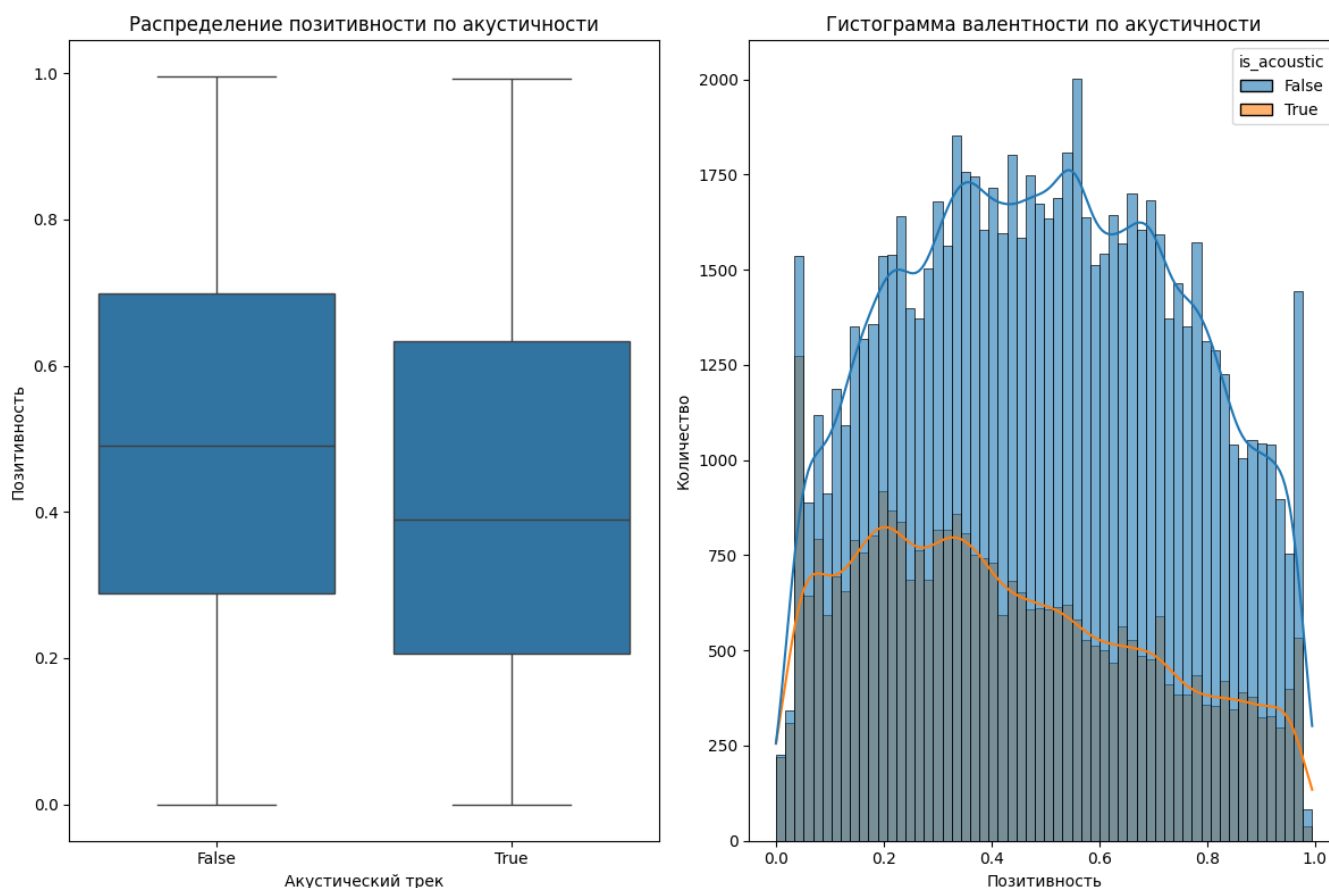 Распределение позитивности по акустичности
Позитивность
1.0
0.8
0.6
0.4
0.2
0.0
False
True
Акустический трек
Гистограмма валентности по акустичности
Количество
2000
1750
1500
1250
1000
750
500
250
0
is_acoustic
False
True
0.0
0.2
0.4
0.6
0.8
1.0
Позитивность